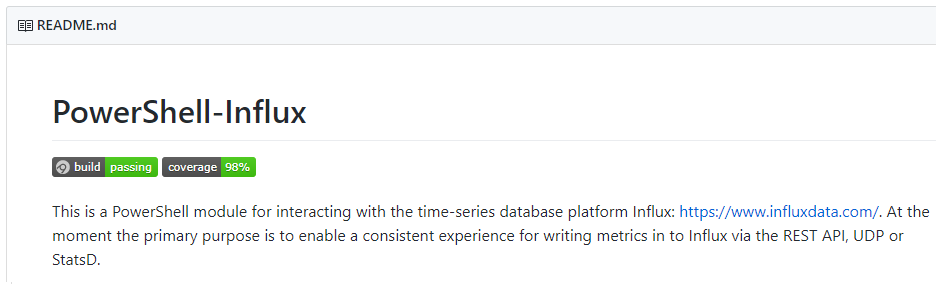 README.md
PowerShell-Influx
build passing coverage 98%
This is a PowerShell module for interacting with the time-series database platform Influx: https://www.influxdata.com/. At the
moment the primary purpose is to enable a consistent experience for writing metrics in to Influx via the REST API, UDP or
StatsD.